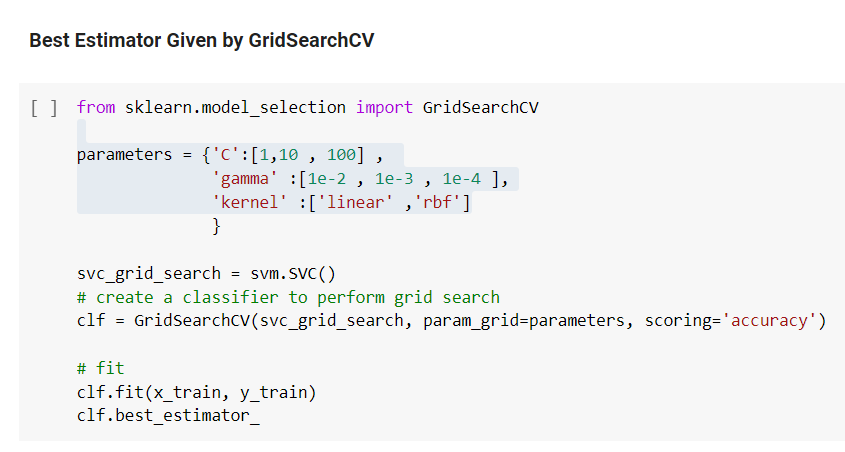 Best Estimator Given by GridSearchCV
[ ] from sklearn.model_selection import GridSearchCV
parameters = {'C':[1,10 , 100] ,
'gamma' :[1e-2 , 1e-3 , 1e-4 ],
'kernel' :['linear' ,'rbf']
}
svc_grid_search = svm.SVC()
# create a classifier to perform grid search
clf = GridSearchCV(svc_grid_search, param_grid=parameters, scoring='accuracy')
# fit
clf.fit(x_train, y_train)
clf.best_estimator_